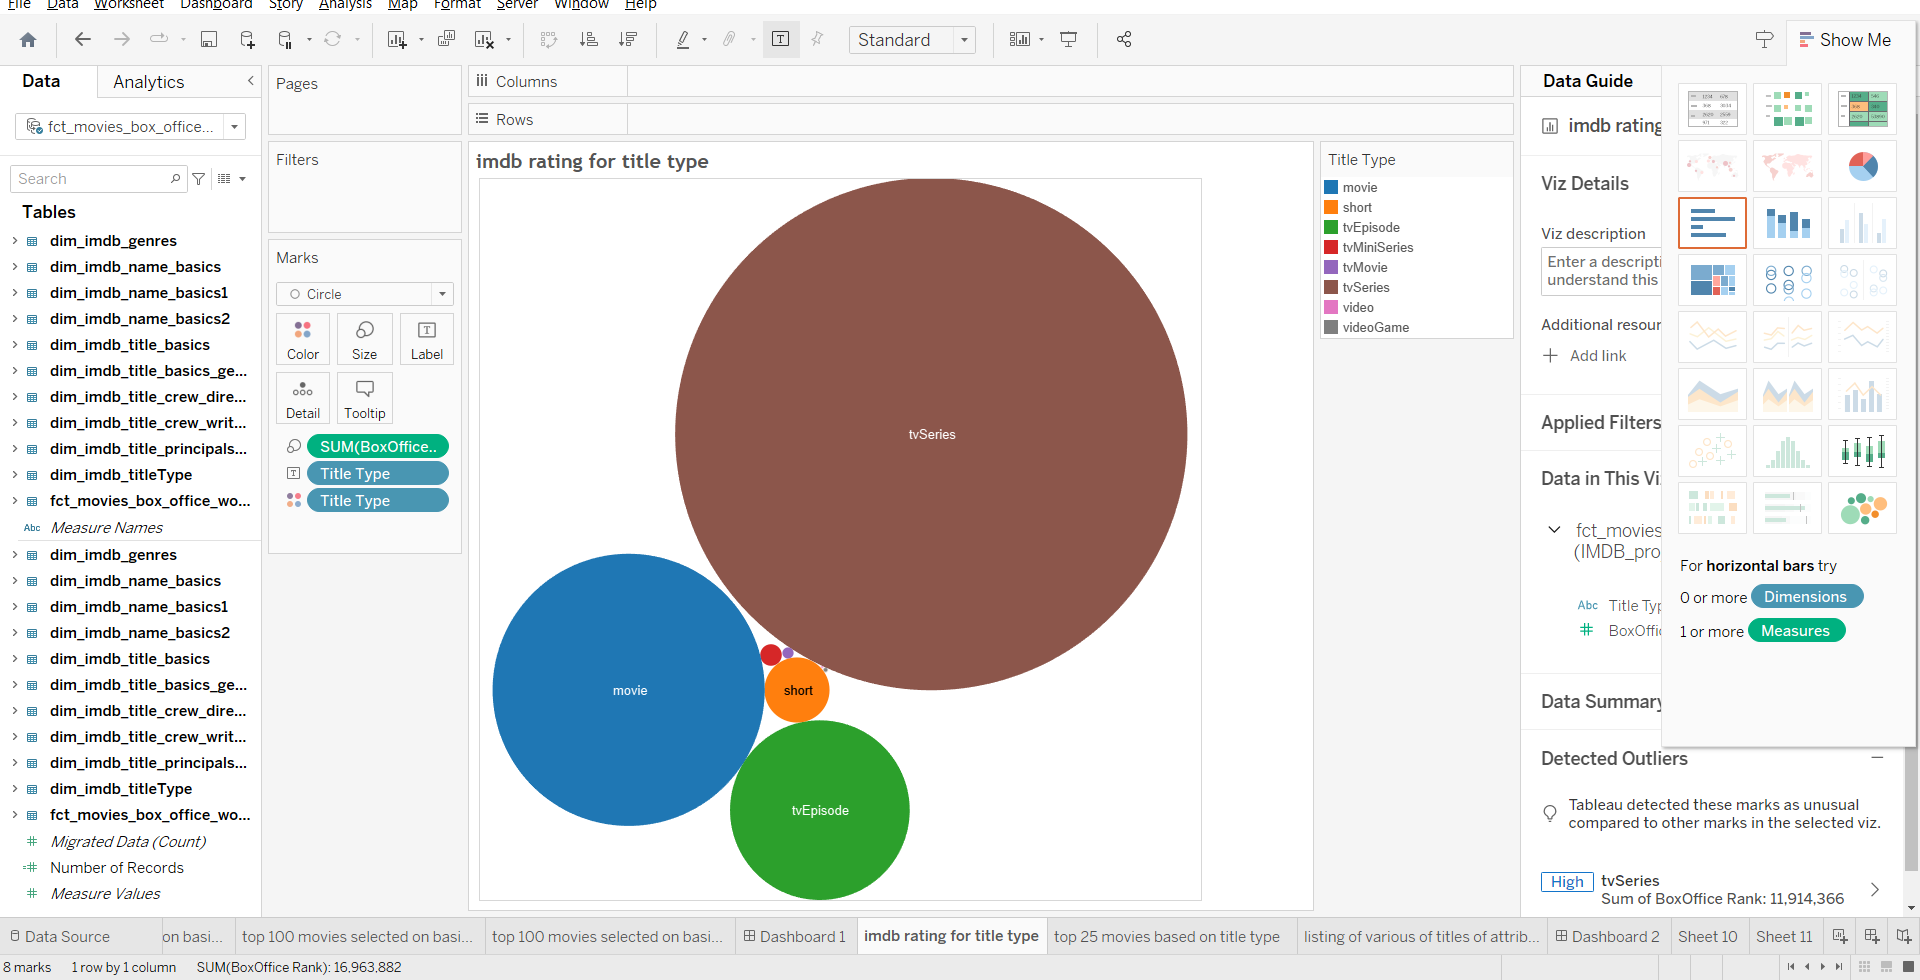 File Data Worksheet Dashboard Story Analysis Map Format Server Window Help
Standard
Show Me
Data Analytics
fct_movies_box_office...
Search
Tables
dim_imdb_genres
dim_imdb_name_basics
dim_imdb_name_basics1
dim_imdb_name_basics2
dim_imdb_title_basics
dim_imdb_title_basics_ge...
dim_imdb_title_crew_dire...
dim_imdb_title_crew_writ...
dim_imdb_title_principals...
dim_imdb_titleType
fct_movies_box_office_wo...
Abc Measure Names
dim_imdb_genres
dim_imdb_name_basics
dim_imdb_name_basics1
dim_imdb_name_basics2
dim_imdb_title_basics
dim_imdb_title_basics_ge...
dim_imdb_title_crew_dire...
dim_imdb_title_crew_writ...
dim_imdb_title_principals...
dim_imdb_titleType
fct_movies_box_office_wo...
Migrated Data (Count)
Number of Records
Measure Values
Pages
Filters
Marks
Circle
Color Size Label
Detail Tooltip
SUM(BoxOffice..
Title Type
Title Type
Columns
Rows
imdb rating for title type
tvSeries
movie
short
tvEpisode
Title Type
movie
short
tvEpisode
tvMiniSeries
tvMovie
tvSeries
video
videoGame
Data Guide
imdb rating
Viz Details
Viz description
Enter a descripti
understand this
Additional resour
Add link
Applied Filters
Data in This Vi
fct_movies
(IMDB_pro
Abc Title Typ
BoxOffic
Data Summary
Detected Outliers
Tableau detected these marks as unusual
compared to other marks in the selected viz.
High tvSeries
Sum of BoxOffice Rank: 11,914,366
For horizontal bars try
0 or more Dimensions
1 or more Measures
Data Source
on basi...
top 100 movies selected on basi...
top 100 movies selected on basi...
Dashboard 1
imdb rating for title type
top 25 movies based on title type
listing of various of titles of attrib...
Dashboard 2
Sheet 10
Sheet 11
8 marks 1 row by 1 column SUM(BoxOffice Rank): 16,963,882